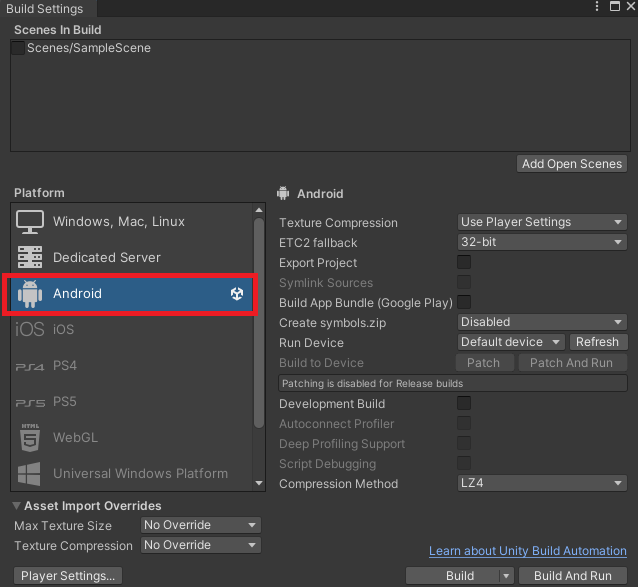 Build Settings
Scenes In Build
Scenes/SampleScene
Add Open Scenes
Platform
Windows, Mac, Linux
Dedicated Server
Android
iOS iOS
PS4 PS4
PS5 PS5
HTML 5 WebGL
Universal Windows Platform
Android
Texture Compression Use Player Settings
ETC2 fallback 32-bit
Export Project
Symlink Sources
Build App Bundle (Google Play)
Create symbols.zip Disabled
Run Device Default device Refresh
Build to Device Patch Patch And Run
Patching is disabled for Release builds
Development Build
Autoconnect Profiler
Deep Profiling Support
Script Debugging
Compression Method LZ4
Asset Import Overrides
Max Texture Size No Override
Texture Compression No Override
Learn about Unity Build Automation
Player Settings... Build Build And Run